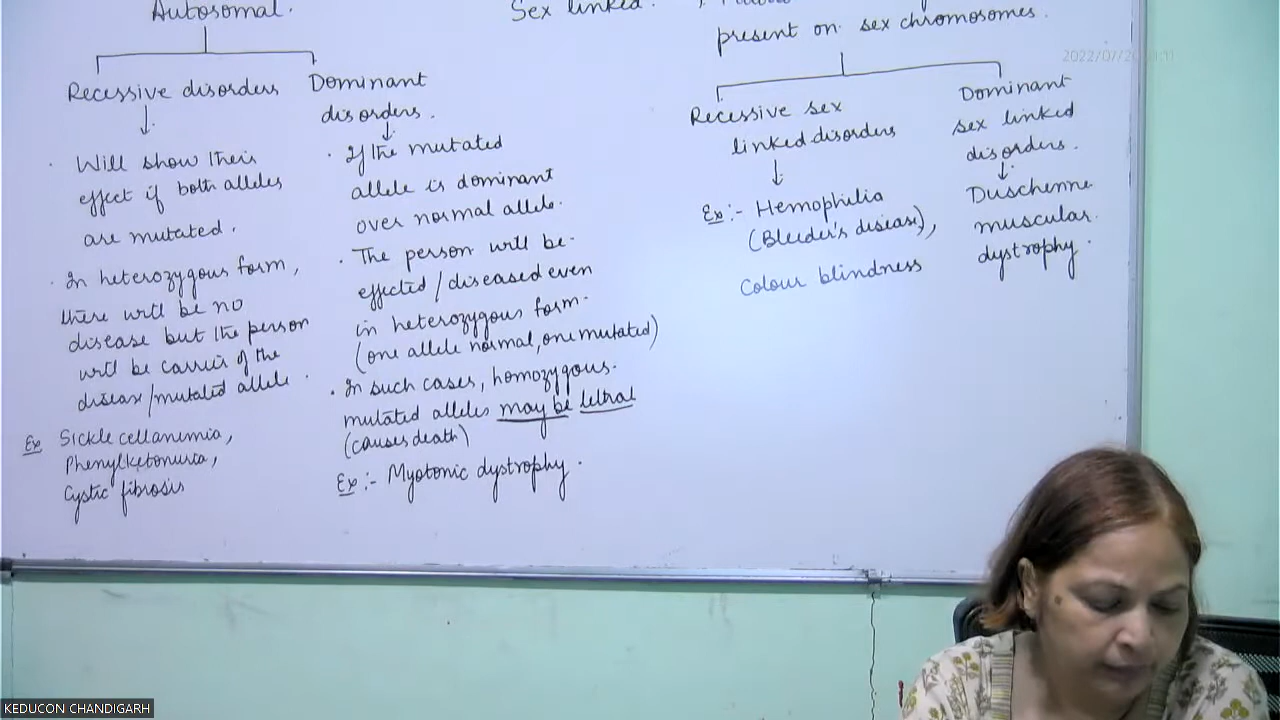 Autosomal.
Recessive disorders
Will show their
effect if both alleles
are mutated.
In heterozygous form,
there will be no
disease but the person
will be carrier of the
disease/mutated allele.
Ex Sickle cell anemia,
Phenylketonuria,
Cystic fibrosis
Dominant
disorders.
If the mutated
allele is dominant
over normal allele.
The person will be
effected/diseased even
in heterozygous form.
(one allele normal, one mutated)
In such cases, homozygous
mutated alleles may be lethal
(causes death)
Ex:- Myotonic dystrophy.
Sex linked.
present on sex chromosomes.
Recessive sex
linked disorders
Ex:- Hemophilia
(Bleeder's disease),
Colour blindness
Dominant
sex linked
disorders.
Duschenne
muscular
dystrophy.
KEDUCON CHANDIGARH